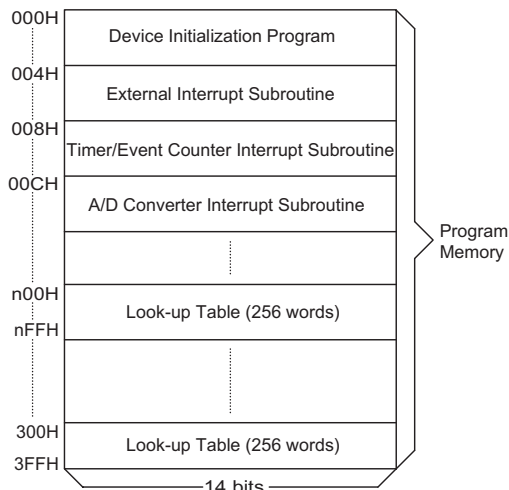 000H
Device Initialization Program
004H
External Interrupt Subroutine
008H
Timer/Event Counter Interrupt Subroutine
00CH
A/D Converter Interrupt Subroutine
Program
Memory
n00H
Look-up Table (256 words)
nFFH
300H
Look-up Table (256 words)
3FFH
14 bits